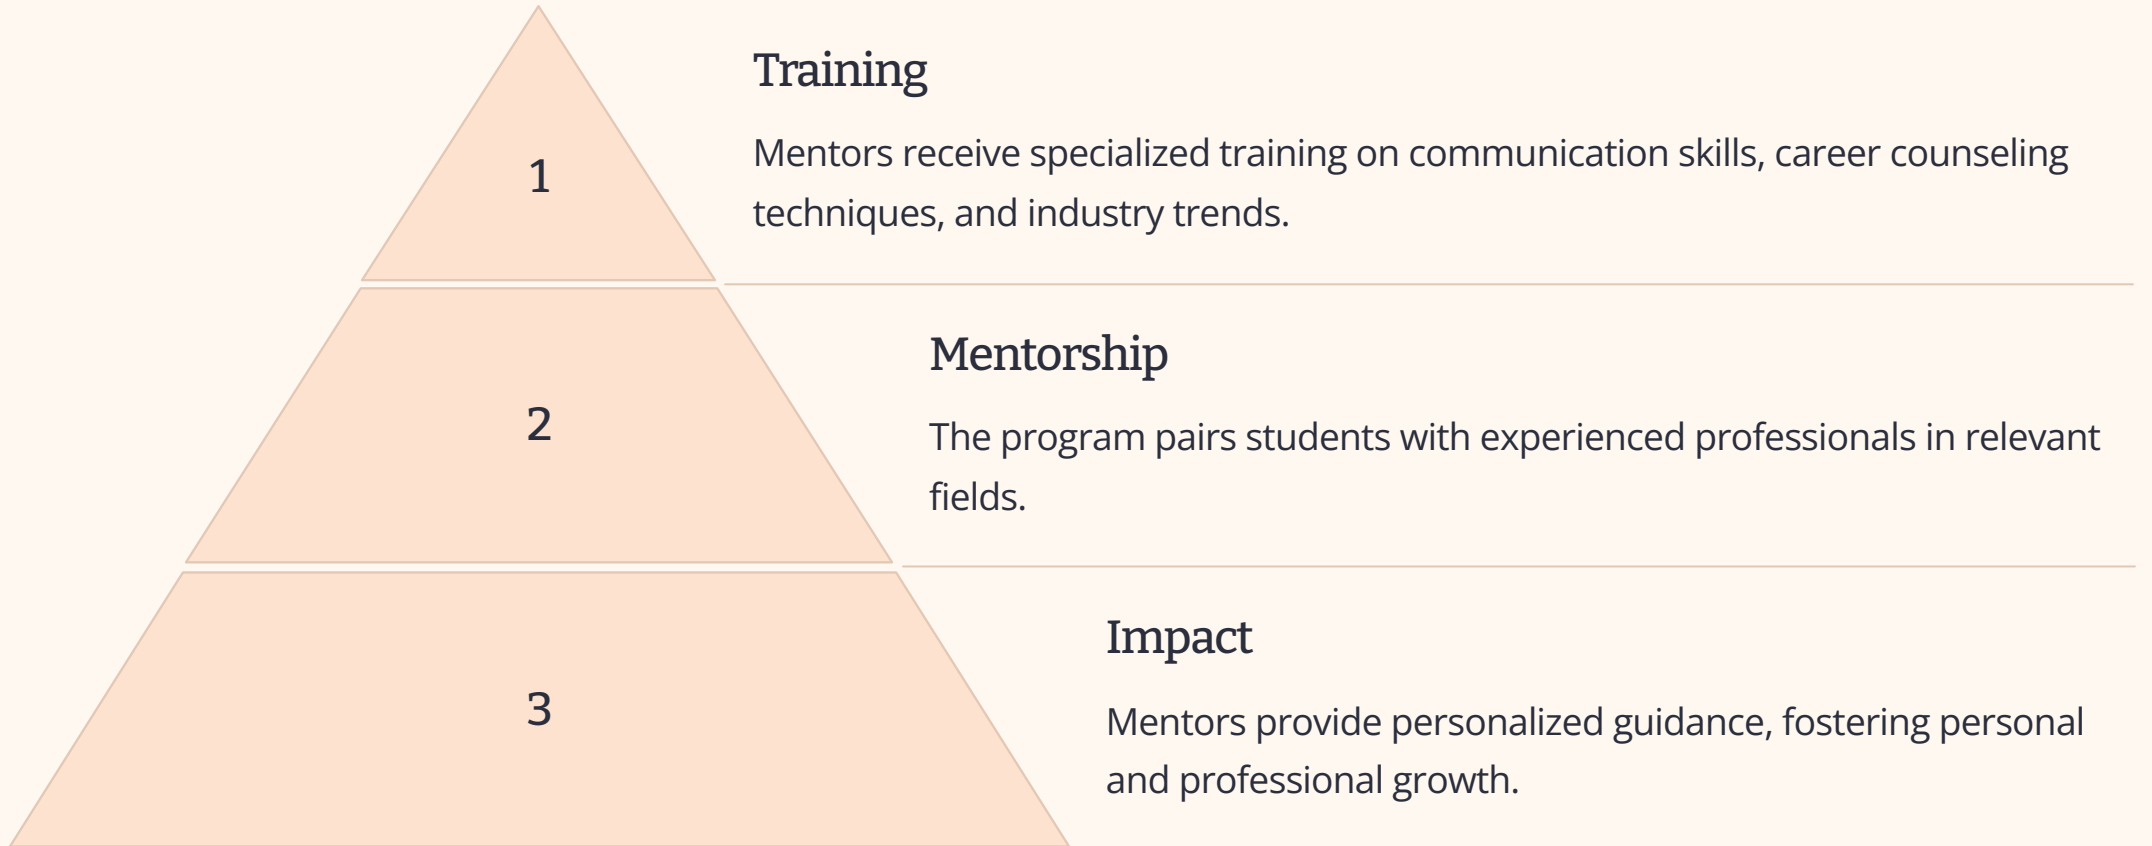 Training
1
Mentors receive specialized training on communication skills, career counseling
techniques, and industry trends.
Mentorship
2
The program pairs students with experienced professionals in relevant
fields.
Impact
3
Mentors provide personalized guidance, fostering personal
and professional growth.